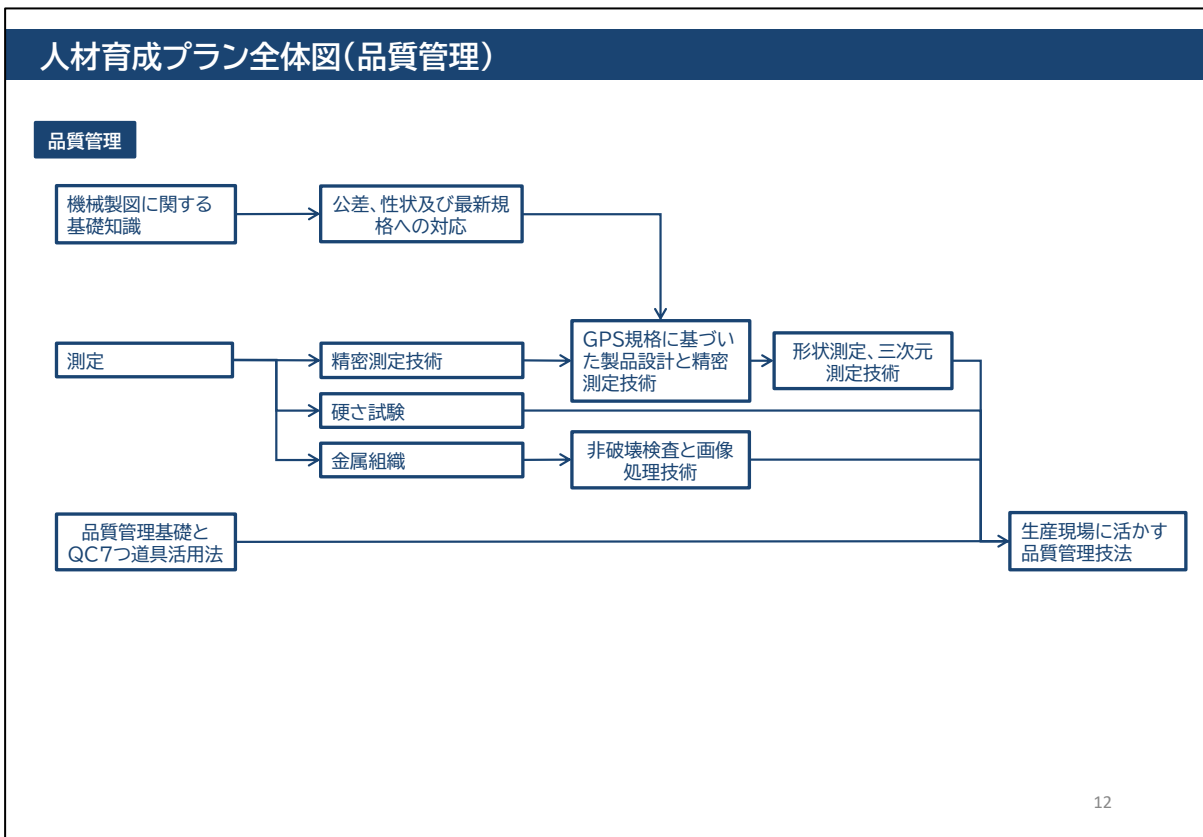 人材育成プラン全体図(品質管理)
品質管理
機械製図に関する
基礎知識
公差、性状及び最新規
格への対応
測定
精密測定技術
GPS規格に基づい
た製品設計と精密
測定技術
形状測定、三次元
測定技術
硬さ試験
金属組織
非破壊検査と画像
処理技術
品質管理基礎と
QC7つ道具活用法
生産現場に活かす
品質管理技法
12